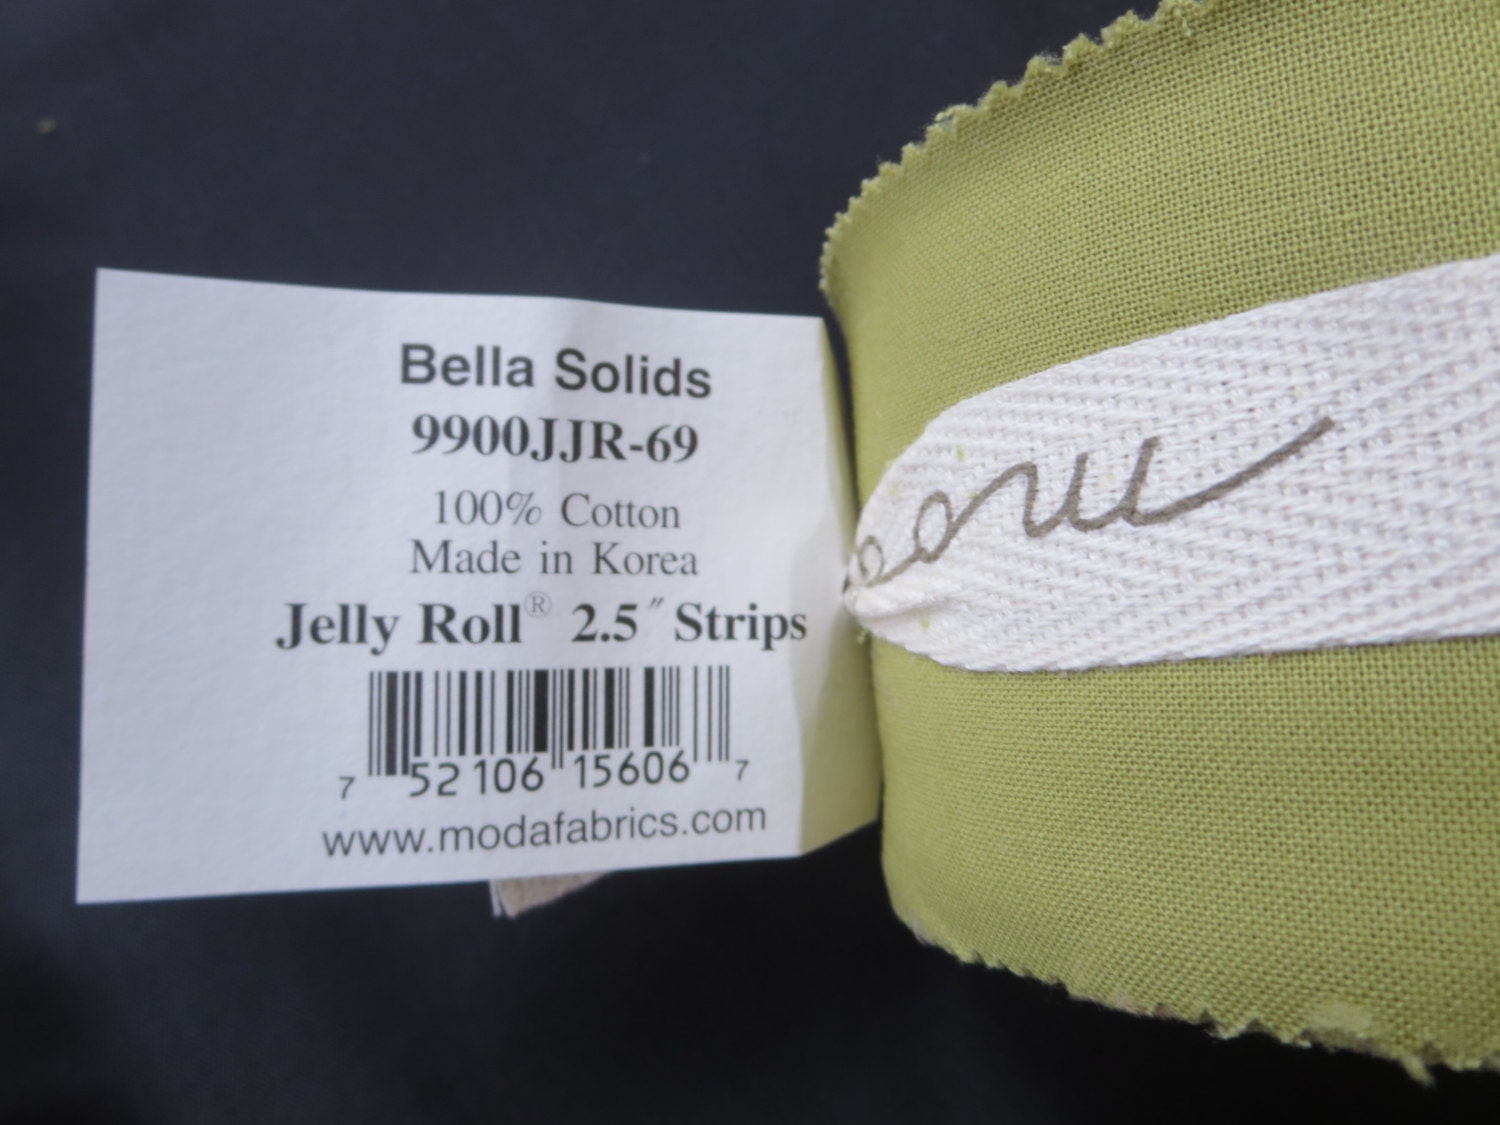 Bella Solids
9900JJR-69
100% Cotton
Made in Korea
Jelly Roll® 2.5″ Strips
7 52106 15606 7
www.modafabrics.com